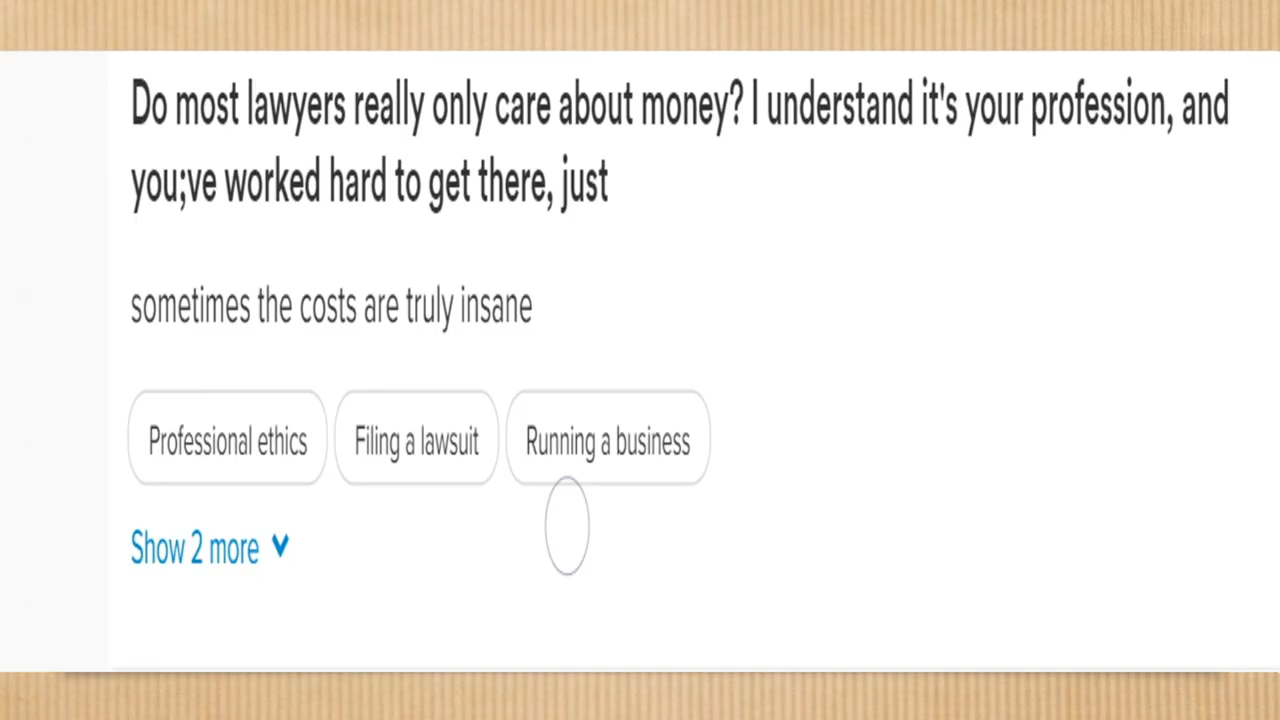 Do most lawyers really only care about money? I understand it's your profession, and
you;ve worked hard to get there, just
sometimes the costs are truly insane
Professional ethics
Filing a lawsuit
Running a business
Show 2 more